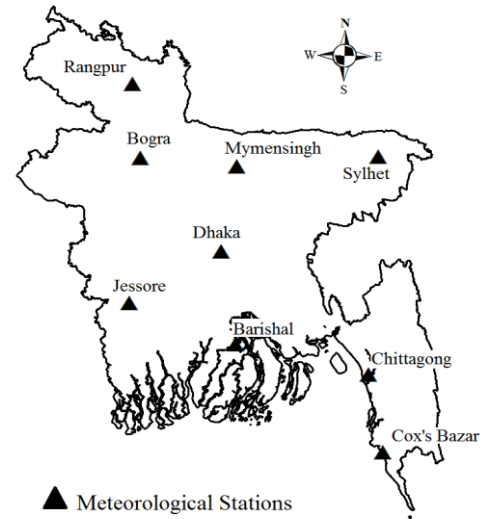 N
W E
S
Rangpur
Bogra
Mymensingh
Sylhet
Dhaka
Jessore
Barishal
Chittagong
Cox's Bazar
Meteorological Stations